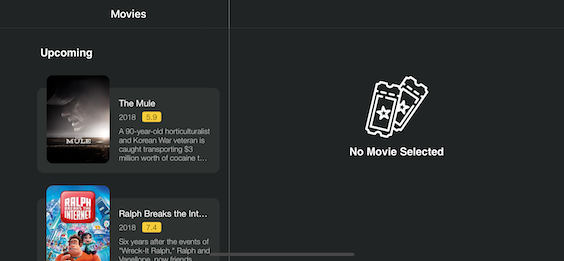 Movies
Upcoming
The Mule
2018 5.9
A 90-year-old horticulturalist
and Korean War veteran is
caught transporting $3
million worth of cocaine t...
MULE
RALPH
BREAKS THE
INTERNET
Ralph Breaks the Int...
2018 7.4
Six years after the events of
"Wreck-It Ralph," Ralph and
Vanellope, now friends
No Movie Selected